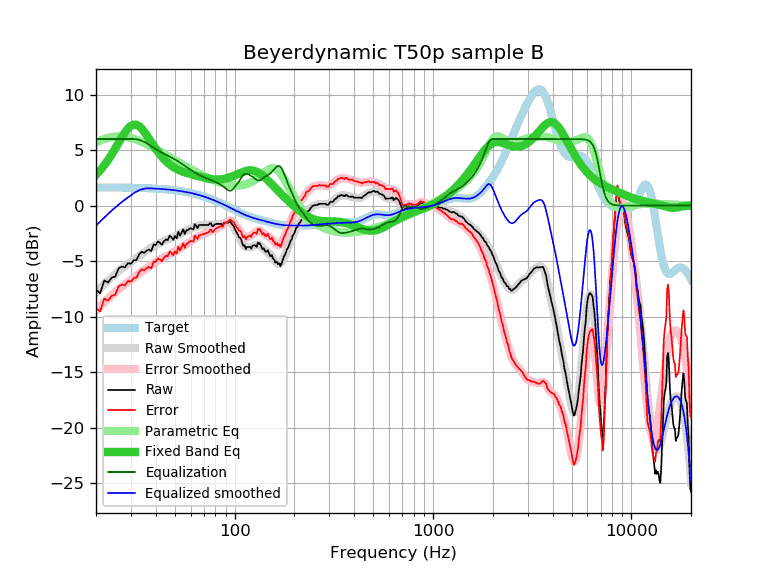 Beyerdynamic T50p sample B
Amplitude (dBr)
10
5
0
−5
−10
−15
−20
−25
Target
Raw Smoothed
Error Smoothed
Raw
Error
Parametric Eq
Fixed Band Eq
Equalization
Equalized smoothed
100
1000
10000
Frequency (Hz)